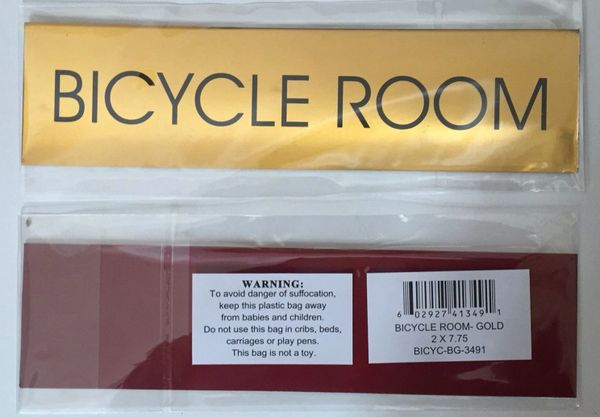 BICYCLE ROOM
WARNING:
To avoid danger of suffocation,
keep this plastic bag away
from babies and children.
Do not use this bag in cribs, beds,
carriages or play pens.
This bag is not a toy.
6 02927 41349 1
BICYCLE ROOM- GOLD
2 X 7.75
BICYC-BG-3491